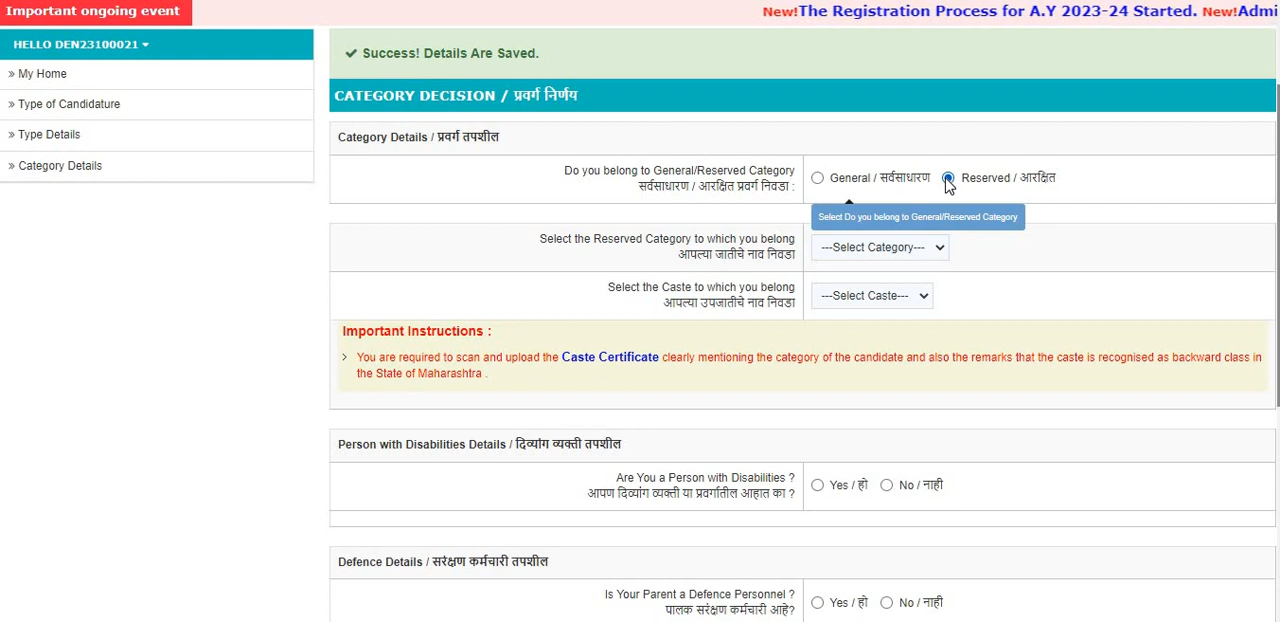 Important ongoing event
New!The Registration Process for A.Y 2023-24 Started. New!Admi
HELLO DEN23100021
» My Home
» Type of Candidature
» Type Details
» Category Details
Success! Details Are Saved.
CATEGORY DECISION / प्रवर्ग निर्णय
Category Details / प्रवर्ग तपशील
Do you belong to General/Reserved Category
सर्वसाधारण / आरक्षित प्रवर्ग निवडा :
General / सर्वसाधारण Reserved / आरक्षित
Select Do you belong to General/Reserved Category
Select the Reserved Category to which you belong
आपल्या जातीचे नाव निवडा
---Select Category---
Select the Caste to which you belong
आपल्या उपजातीचे नाव निवडा
---Select Caste---
Important Instructions :
You are required to scan and upload the Caste Certificate clearly mentioning the category of the candidate and also the remarks that the caste is recognised as backward class in
the State of Maharashtra .
Person with Disabilities Details / दिव्यांग व्यक्ती तपशील
Are You a Person with Disabilities ?
आपण दिव्यांग व्यक्ती या प्रवर्गातील आहात का ?
Yes / हो No / नाही
Defence Details / सरंक्षण कर्मचारी तपशील
Is Your Parent a Defence Personnel ?
पालक सरंक्षण कर्मचारी आहे?
Yes / हो No / नाही